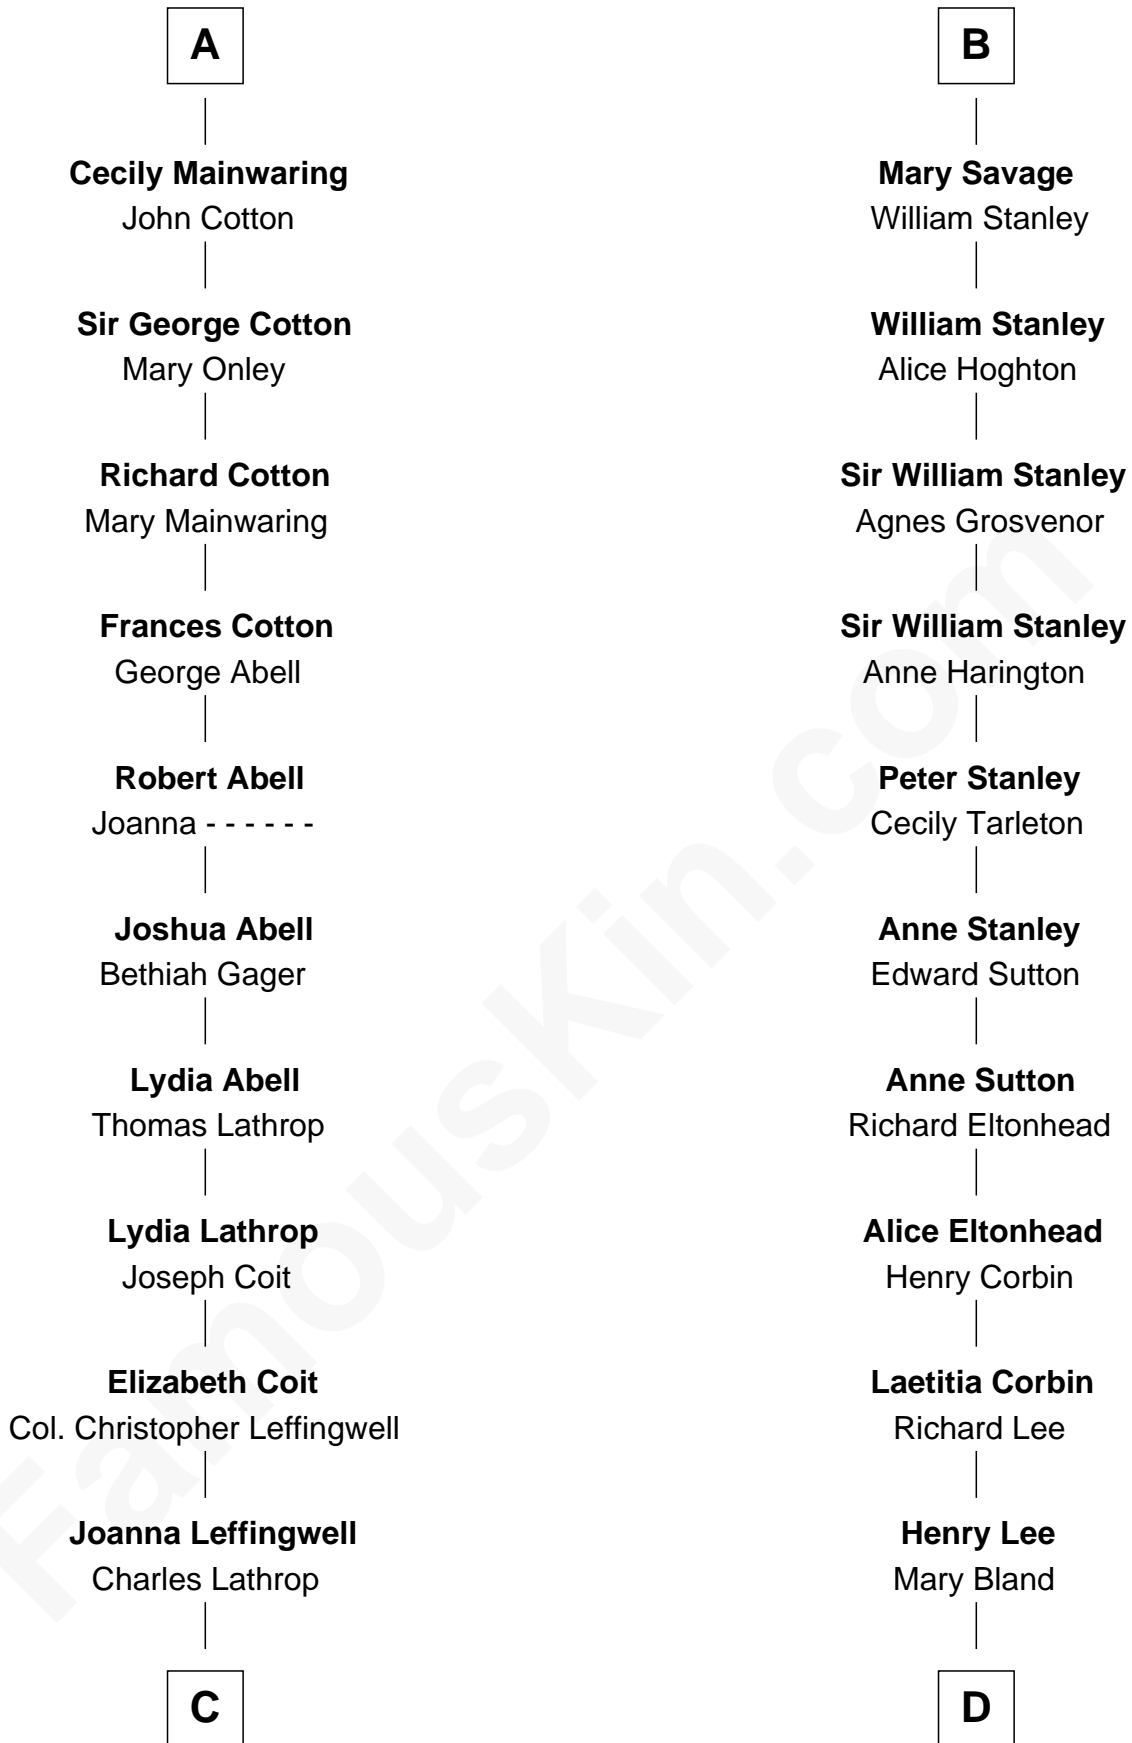 A
Cecily Mainwaring
John Cotton
Sir George Cotton
Mary Onley
Richard Cotton
Mary Mainwaring
Frances Cotton
George Abell
Robert Abell
Joanna - - - - - -
Joshua Abell
Bethiah Gager
Lydia Abell
Thomas Lathrop
Lydia Lathrop
Joseph Coit
Elizabeth Coit
Col. Christopher Leffingwell
Joanna Leffingwell
Charles Lathrop
C
B
Mary Savage
William Stanley
William Stanley
Alice Hoghton
Sir William Stanley
Agnes Grosvenor
Sir William Stanley
Anne Harington
Peter Stanley
Cecily Tarleton
Anne Stanley
Edward Sutton
Anne Sutton
Richard Eltonhead
Alice Eltonhead
Henry Corbin
Laetitia Corbin
Richard Lee
Henry Lee
Mary Bland
D
FamousKin.com